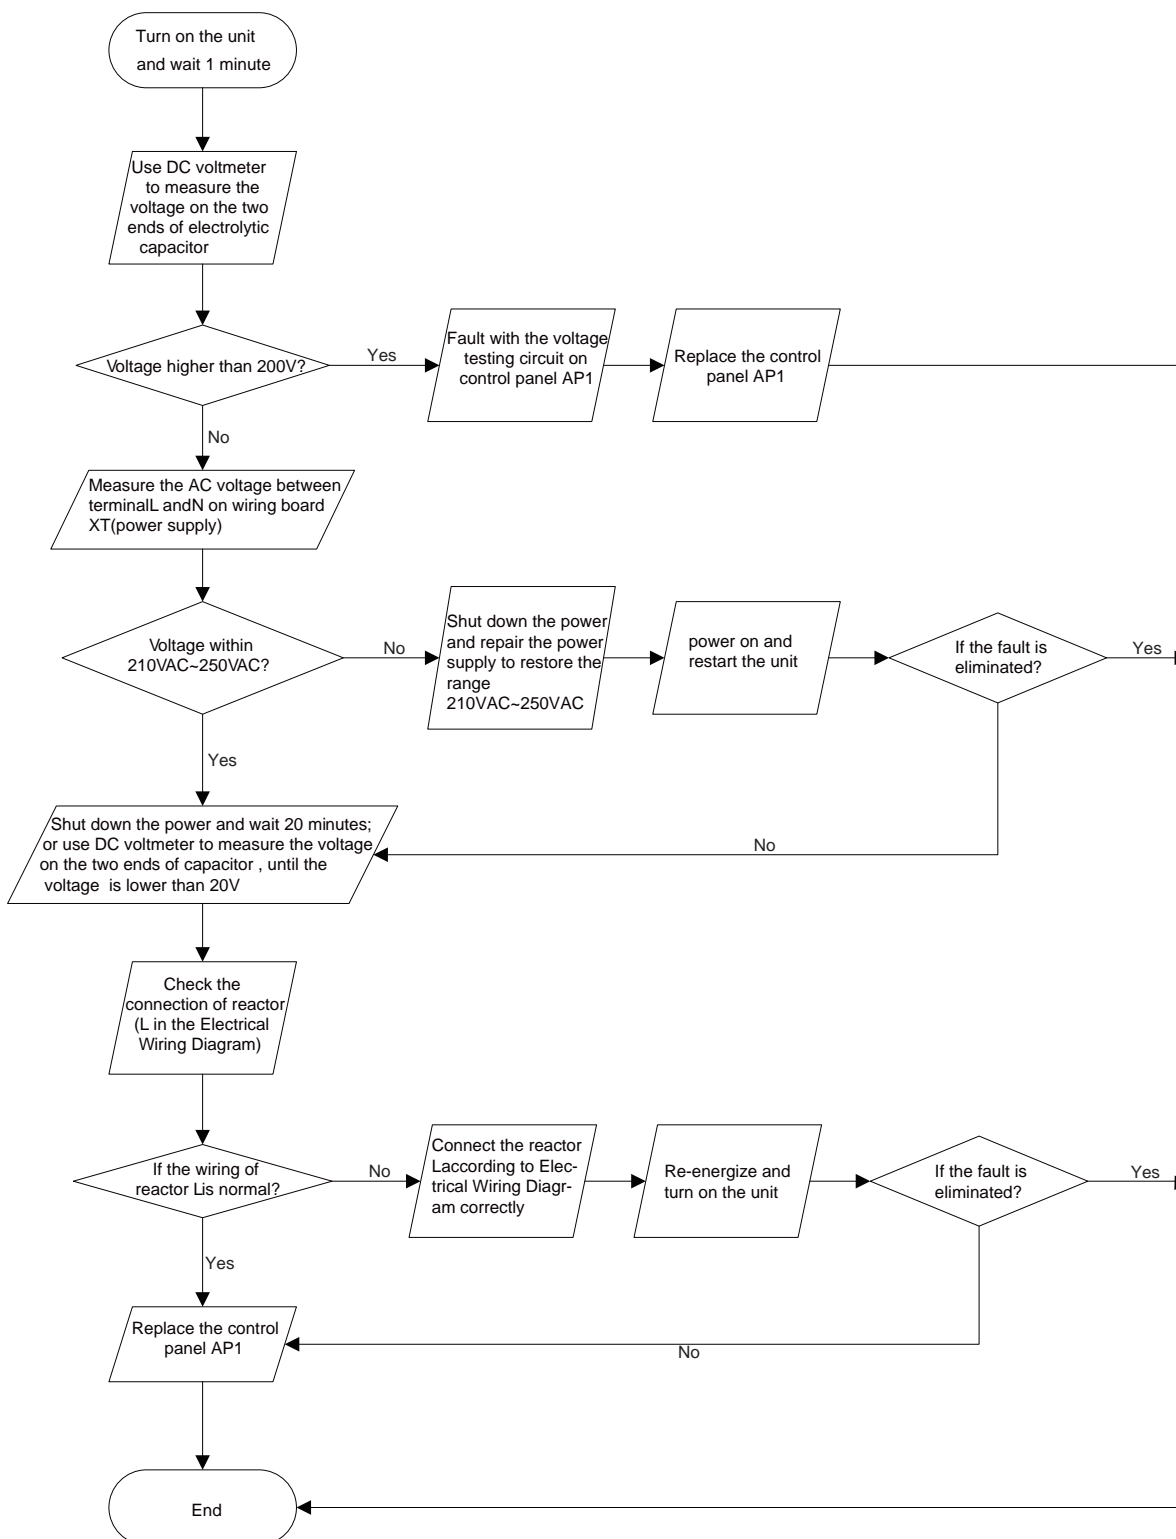 Turn on the unit
and wait 1 minute
Use DC voltmeter
to measure the
voltage on the two
ends of electrolytic
capacitor
Voltage higher than 200V?
Yes
Fault with the voltage
testing circuit on
control panel AP1
Replace the control
panel AP1
No
Measure the AC voltage between
terminalL andN on wiring board
XT(power supply)
Voltage within
210VAC~250VAC?
No
Shut down the power
and repair the power
supply to restore the
range
210VAC~250VAC
power on and
restart the unit
If the fault is
eliminated?
Yes
Yes
No
Shut down the power and wait 20 minutes;
or use DC voltmeter to measure the voltage
on the two ends of capacitor , until the
voltage is lower than 20V
Check the
connection of reactor
(L in the Electrical
Wiring Diagram)
If the wiring of
reactor Lis normal?
No
Connect the reactor
Laccording to Elec-
trical Wiring Diagr-
am correctly
Re-energize and
turn on the unit
If the fault is
eliminated?
Yes
Yes
No
Replace the control
panel AP1
End